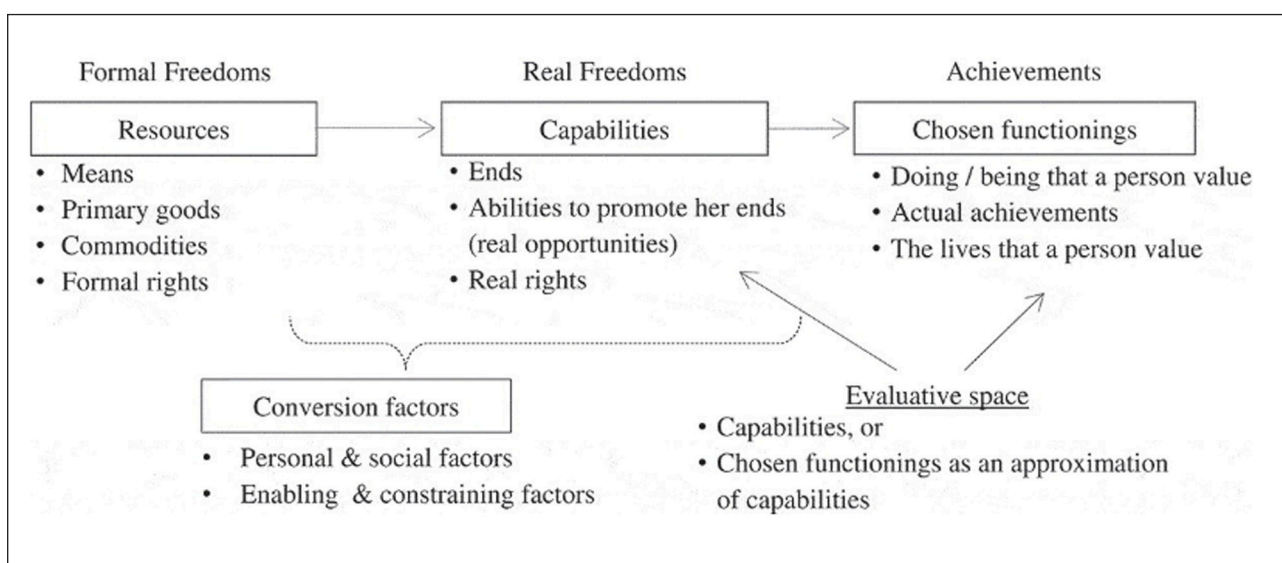 Formal Freedoms
Resources
• Means
• Primary goods
• Commodities
• Formal rights
Real Freedoms
Capabilities
• Ends
• Abilities to promote her ends
(real opportunities)
• Real rights
Achievements
Chosen functionings
• Doing / being that a person value
• Actual achievements
• The lives that a person value
Conversion factors
• Personal & social factors
• Enabling & constraining factors
Evaluative space
• Capabilities, or
• Chosen functionings as an approximation
of capabilities